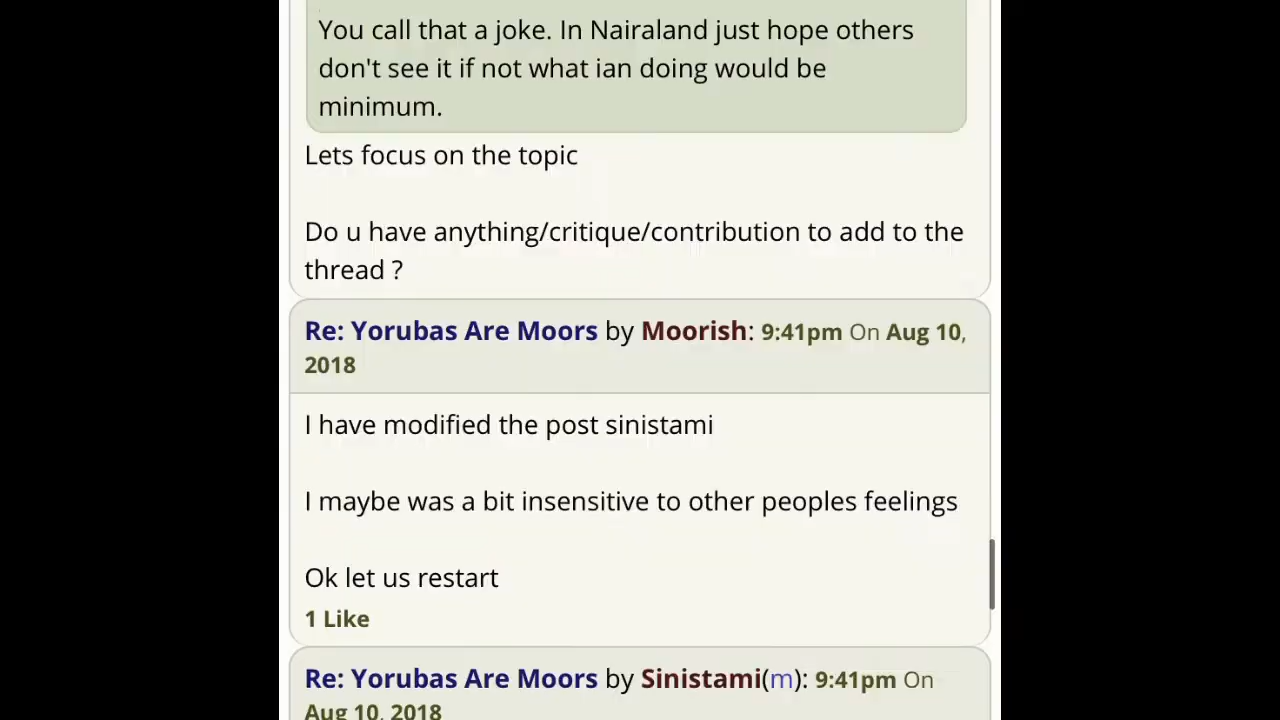 You call that a joke. In Nairaland just hope others
don't see it if not what ian doing would be
minimum.
Lets focus on the topic
Do u have anything/critique/contribution to add to the
thread ?
Re: Yorubas Are Moors by Moorish: 9:41pm On Aug 10,
2018
I have modified the post sinistami
I maybe was a bit insensitive to other peoples feelings
Ok let us restart
1 Like
Re: Yorubas Are Moors by Sinistami(m): 9:41pm On
Aug 10, 2018